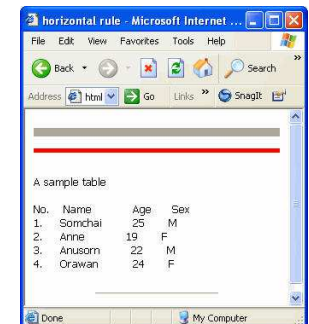 horizontal rule - Microsoft Internet ...
File Edit View Favorites Tools Help
Back Search
Address html Go Links » SnagIt
A sample table
No. Name Age Sex
1. Somchai 25 M
2. Anne 19 F
3. Anusorn 22 M
4. Orawan 24 F
Done My Computer